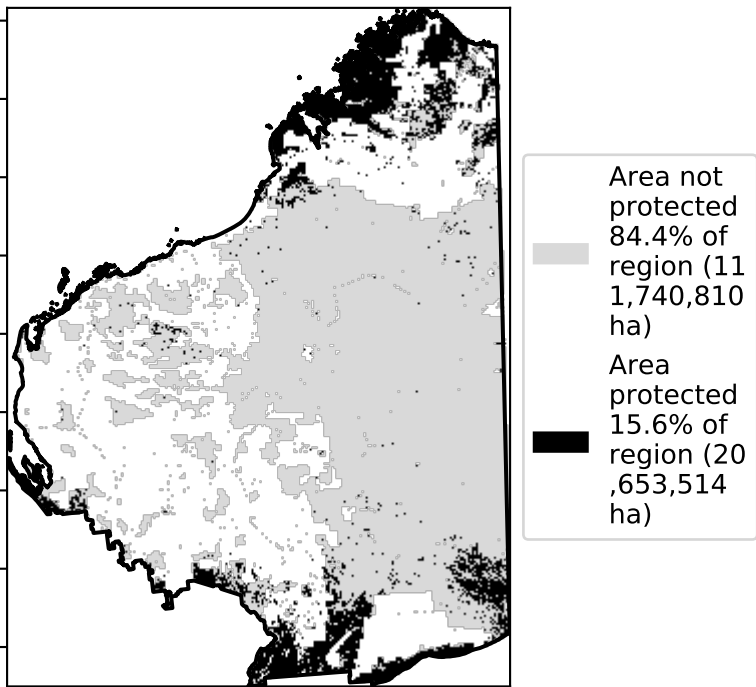 Area not
protected
84.4% of
region (11
1,740,810
ha)
Area
protected
15.6% of
region (20
,653,514
ha)